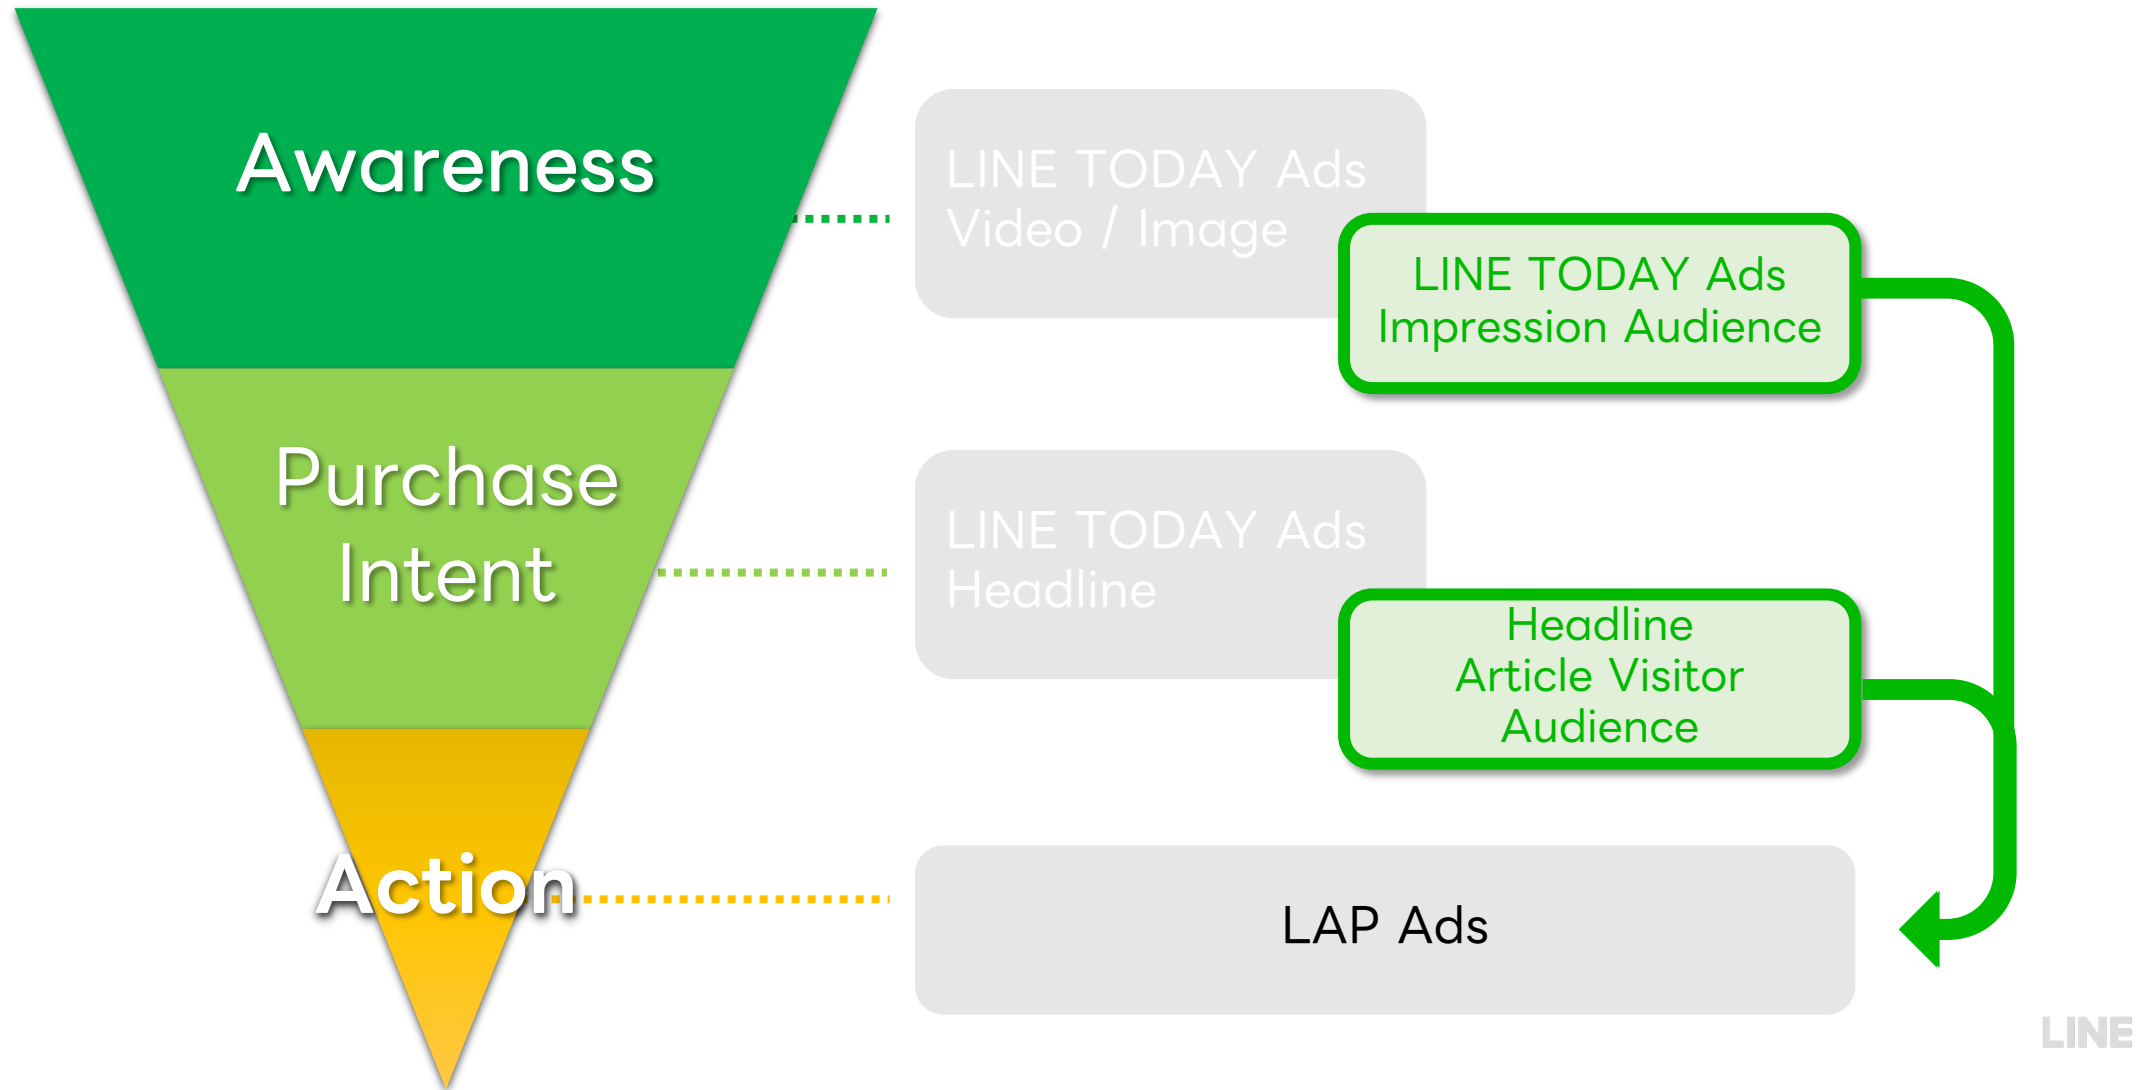 Awareness
LINE TODAY Ads
Video / Image
LINE TODAY Ads
Impression Audience
Purchase
Intent
LINE TODAY Ads
Headline
Headline
Article Visitor
Audience
Action
LAP Ads
LINE